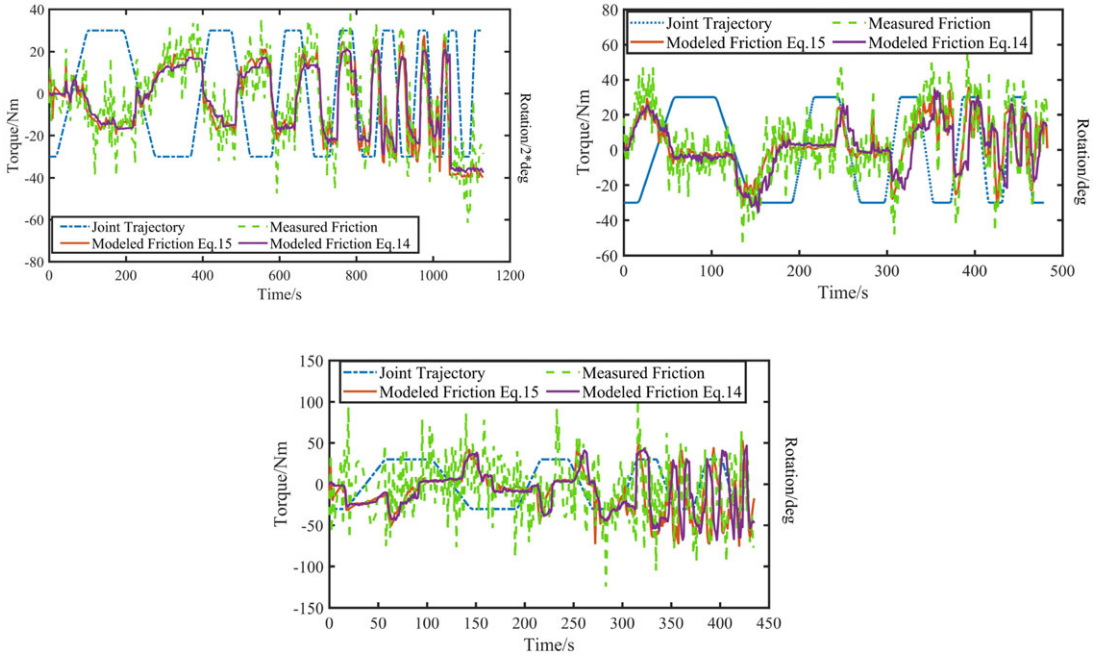 40
20
0
-20
-40
-60
-80
Torque/Nm
Rotation/2*deg
Joint Trajectory Measured Friction
Modeled Friction Eq.15 Modeled Friction Eq.14
0 200 400 600 800 1000 1200
Time/s
80
60
40
20
0
-20
-40
-60
Torque/Nm
Rotation/deg
Joint Trajectory Measured Friction
Modeled Friction Eq.15 Modeled Friction Eq.14
0 100 200 300 400 500
Time/s
150
100
50
0
-50
-100
-150
Torque/Nm
Rotation/deg
Joint Trajectory Measured Friction
Modeled Friction Eq.15 Modeled Friction Eq.14
0 50 100 150 200 250 300 350 400 450
Time/s